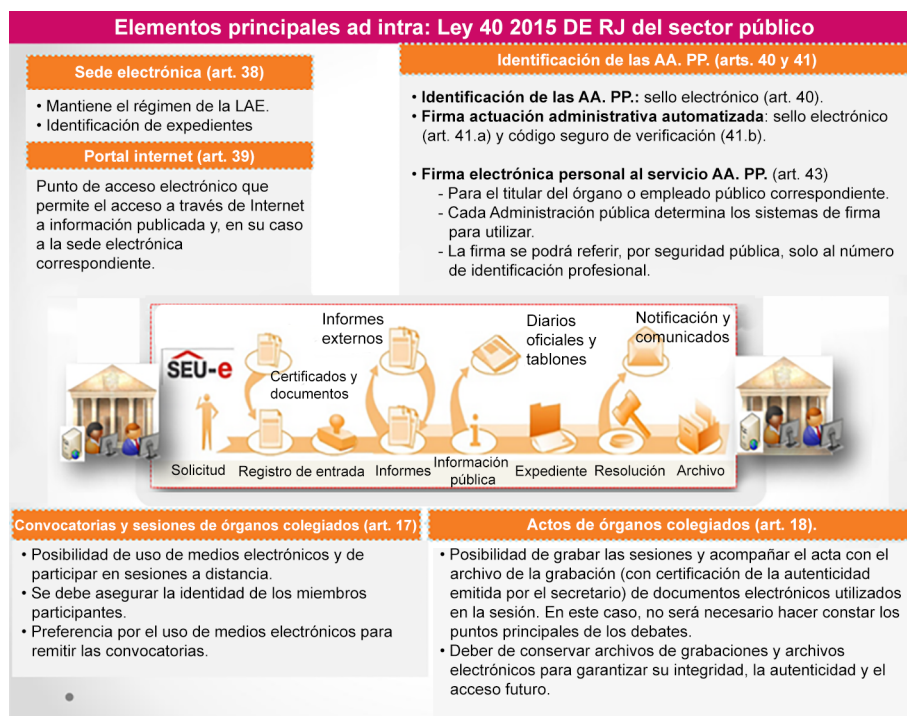 Elementos principales ad intra: Ley 40 2015 DE RJ del sector público
Sede electrónica (art. 38)
• Mantiene el régimen de la LAE.
• Identificación de expedientes
Portal internet (art. 39)
Punto de acceso electrónico que
permite el acceso a través de Internet
a información publicada y, en su caso
a la sede electrónica
correspondiente.
Identificación de las AA. PP. (arts. 40 y 41)
• Identificación de las AA. PP.: sello electrónico (art. 40).
• Firma actuación administrativa automatizada: sello electrónico
(art. 41.a) y código seguro de verificación (41.b).
• Firma electrónica personal al servicio AA. PP. (art. 43)
- Para el titular del órgano o empleado público correspondiente.
- Cada Administración pública determina los sistemas de firma
para utilizar.
- La firma se podrá referir, por seguridad pública, solo al número
de identificación profesional.
SEU-e
Certificados y
documentos
Informes
externos
Diarios
oficiales y
tablones
Notificación y
comunicados
Solicitud
Registro de entrada
Informes
Información
pública
Expediente
Resolución
Archivo
Convocatorias y sesiones de órganos colegiados (art. 17)
• Posibilidad de uso de medios electrónicos y de
participar en sesiones a distancia.
• Se debe asegurar la identidad de los miembros
participantes.
• Preferencia por el uso de medios electrónicos para
remitir las convocatorias.
Actos de órganos colegiados (art. 18).
• Posibilidad de grabar las sesiones y acompañar el acta con el
archivo de la grabación (con certificación de la autenticidad
emitida por el secretario) de documentos electrónicos utilizados
en la sesión. En este caso, no será necesario hacer constar los
puntos principales de los debates.
• Deber de conservar archivos de grabaciones y archivos
electrónicos para garantizar su integridad, la autenticidad y el
acceso futuro.